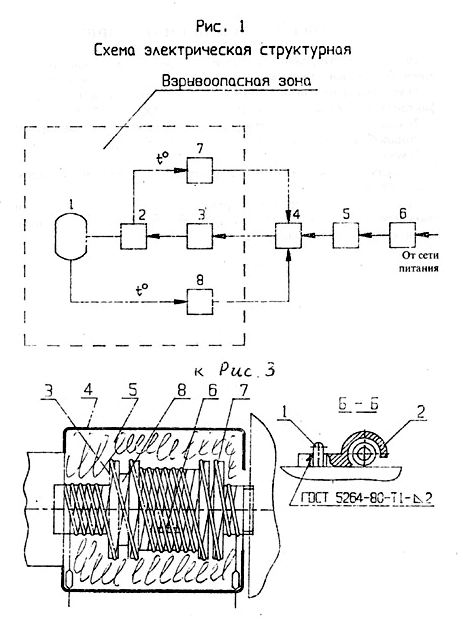 Рис. 1
Схема электрическая структурная
Взрывоопасная зона
t° 7
1 2 3 4 5 6
От сети
питания
t° 8
к Рис. 3
3 4 5 8 6 7
Б - Б
1 2
ГОСТ 5264-80-Т1-⊿2